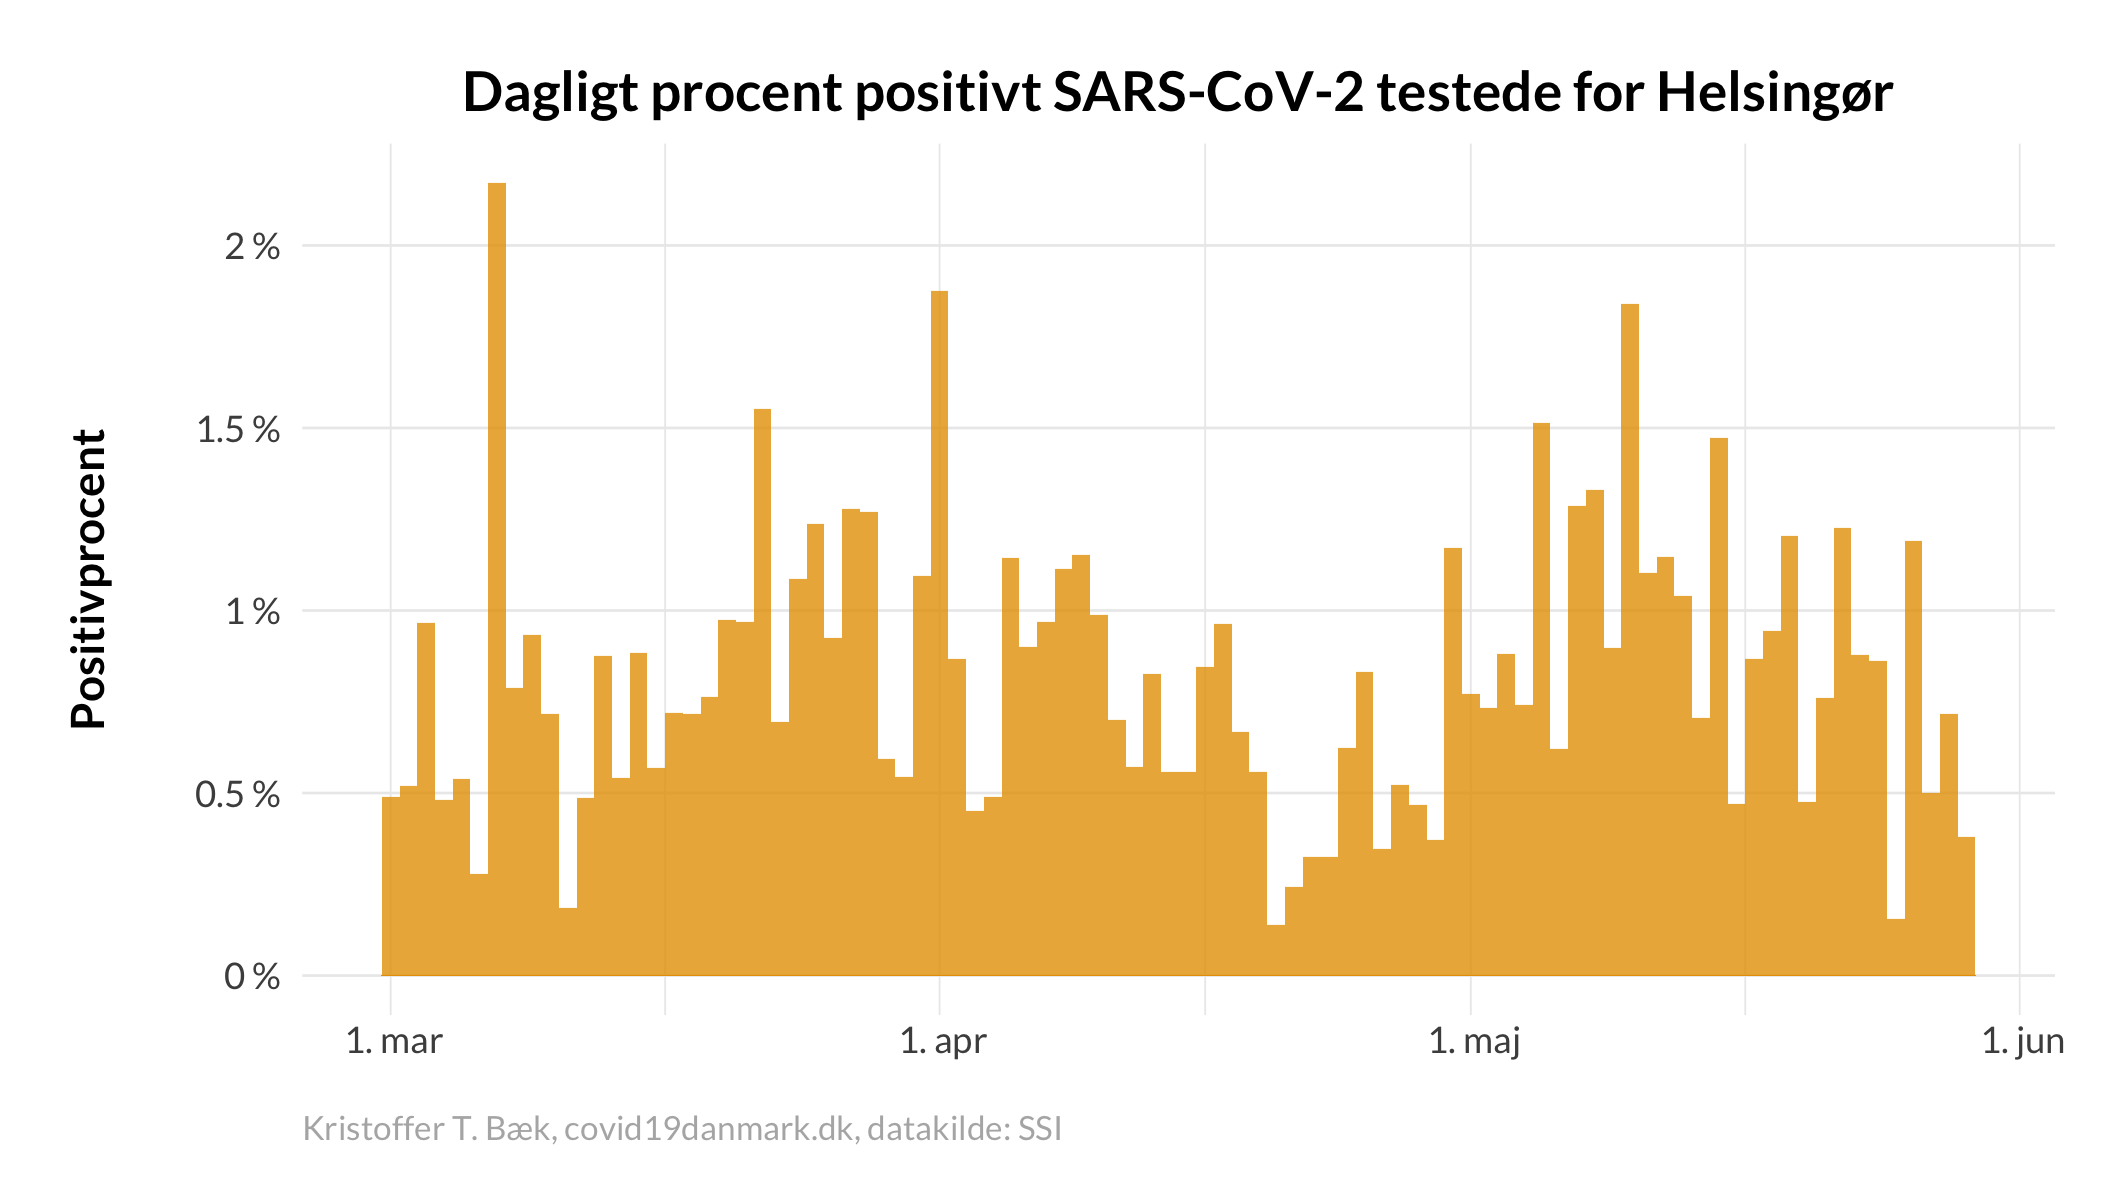 Dagligt procent positivt SARS-CoV-2 testede for Helsingør
Positivprocent
2 %
1.5 %
1 %
0.5 %
0 %
1. mar
1. apr
1. maj
1. jun
Kristoffer T. Bæk, covid19danmark.dk, datakilde: SSI